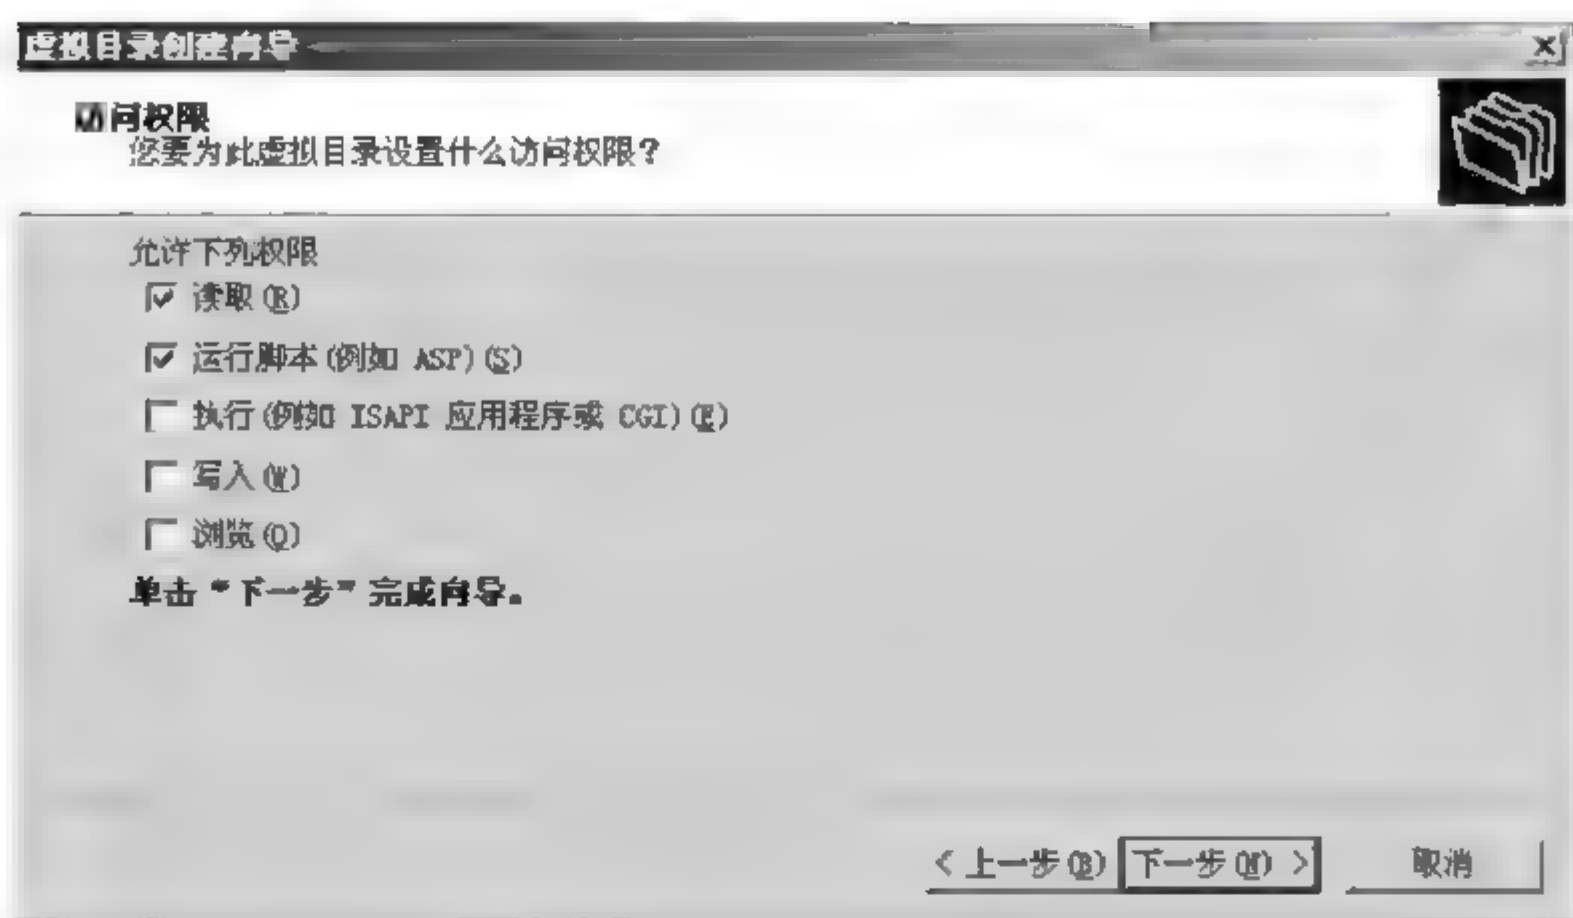 虚拟目录创建向导
访问权限
您要为此虚拟目录设置什么访问权限?
允许下列权限
读取(R)
运行脚本(例如 ASP)(S)
执行(例如 ISAPI 应用程序或 CGI)(E)
写入(W)
浏览(O)
单击“下一步”完成向导。
< 上一步(B) 下一步(N) > 取消